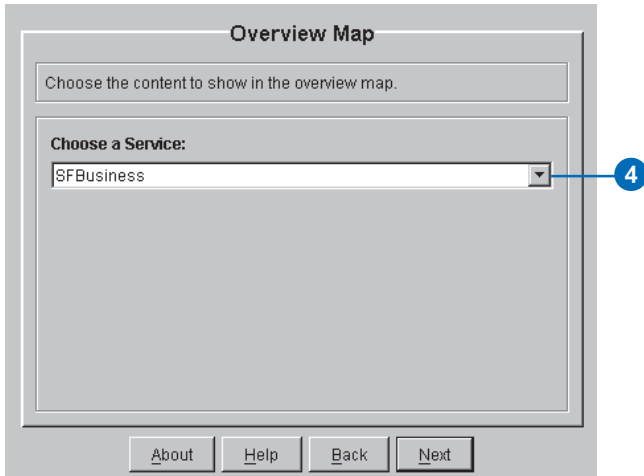 Overview Map
Choose the content to show in the overview map.
Choose a Service:
SFBusiness
4
About Help Back Next